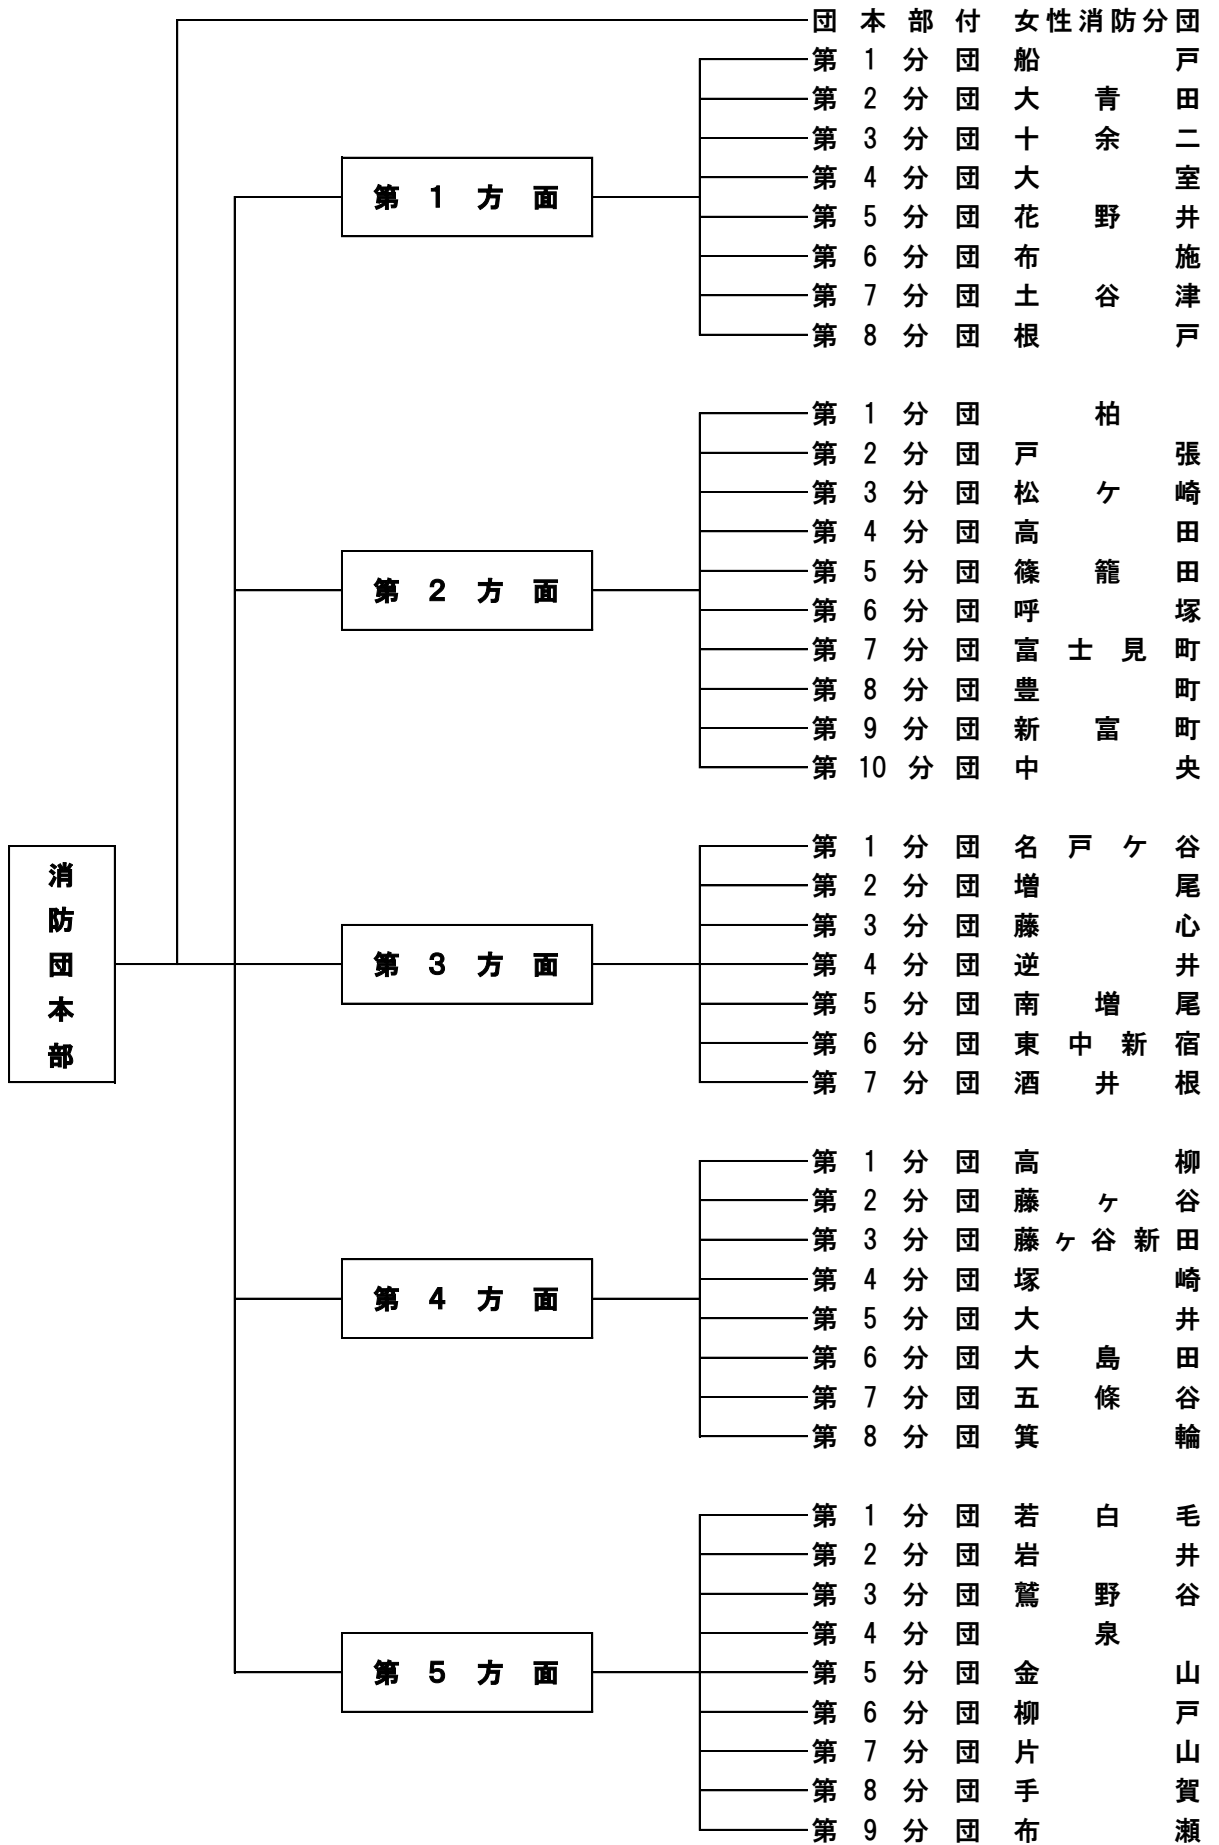 団本部付 女性消防分団
第1分団 船戸
第2分団 大青田
第3分団 十余二
第1方面
第4分団 大室
第5分団 花野井
第6分団 布施
第7分団 土谷津
第8分団 根戸
第1分団 柏
第2分団 戸張
第3分団 松ケ崎
第4分団 高田
第2方面
第5分団 篠籠田
第6分団 呼塚
第7分団 富士見町
第8分団 豊町
第9分団 新富町
第10分団 中央
消防団本部
第1分団 名戸ケ谷
第2分団 増尾
第3分団 藤心
第3方面
第4分団 逆井
第5分団 南増尾
第6分団 東中新宿
第7分団 酒井根
第1分団 高柳
第2分団 藤ヶ谷
第3分団 藤ヶ谷新田
第4方面
第4分団 塚崎
第5分団 大井
第6分団 大島田
第7分団 五條谷
第8分団 箕輪
第1分団 若白毛
第2分団 岩井
第3分団 鷲野谷
第4分団 泉
第5方面
第5分団 金山
第6分団 柳戸
第7分団 片山
第8分団 手賀
第9分団 布瀬